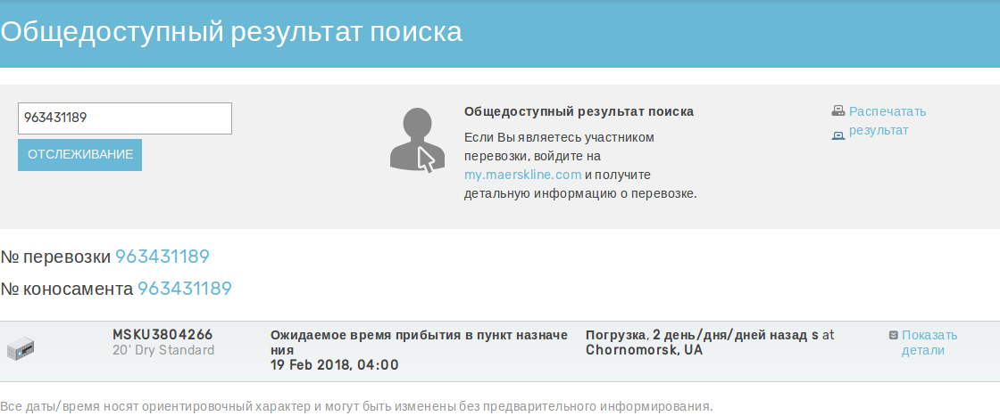 Общедоступный результат поиска
963431189
ОТСЛЕЖИВАНИЕ
Общедоступный результат поиска
Если Вы являетесь участником
перевозки, войдите на
my.maerskline.com и получите
детальную информацию о перевозке.
Распечатать
результат
№ перевозки 963431189
№ коносамента 963431189
MSKU3804266
20' Dry Standard
Ожидаемое время прибытия в пункт назначе
ния
19 Feb 2018, 04:00
Погрузка, 2 день/дня/дней назад s at
Chornomorsk, UA
Показать
детали
Все даты/время носят ориентировочный характер и могут быть изменены без предварительного информирования.